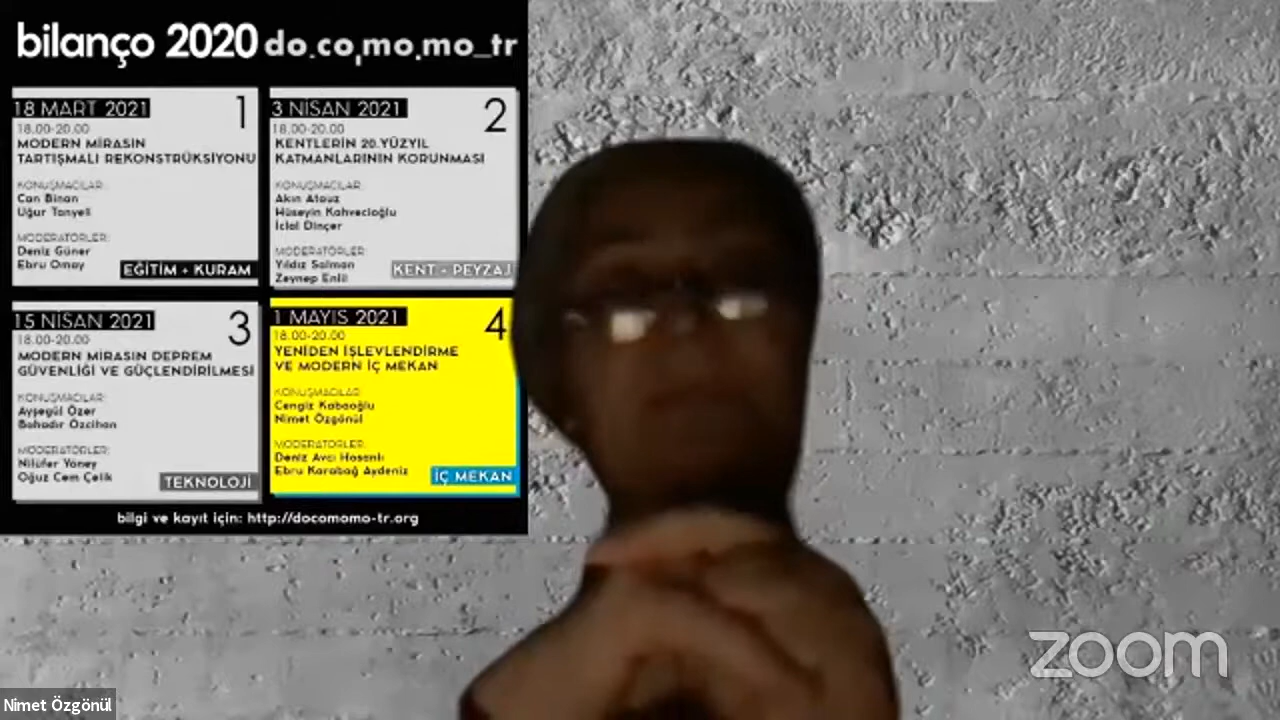 bilanço 2020 do.co,mo.mo_tr
18 MART 2021 1
18.00-20.00
MODERN MİRASIN
TARTIŞMALI REKONSTRÜKSİYONU
KONUŞMACILAR:
Can Binan
Uğur Tanyeli
MODERATÖRLER:
Deniz Güner
Ebru Omay
EĞİTİM + KURAM
3 NİSAN 2021 2
18.00-20.00
KENTLERİN 20.YÜZYIL
KATMANLARININ KORUNMASI
KONUŞMACILAR:
Akın Atauz
Hüseyin Kahvecioğlu
İclal Dinçer
MODERATÖRLER:
Yıldız Salman
Zeynep Enlil
KENT + PEYZAJ
15 NİSAN 2021 3
18.00-20.00
MODERN MİRASIN DEPREM
GÜVENLİĞİ VE GÜÇLENDİRİLMESİ
KONUŞMACILAR:
Ayşegül Özer
Bahadır Özcihan
MODERATÖRLER:
Nilüfer Yöney
Oğuz Cem Çelik
TEKNOLOJİ
1 MAYIS 2021 4
18.00-20.00
YENİDEN İŞLEVLENDİRME
VE MODERN İÇ MEKAN
KONUŞMACILAR:
Cengiz Kabaoğlu
Nimet Özgönül
MODERATÖRLER:
Deniz Avcı Hosanlı
Ebru Karabağ Aydeniz
İÇ MEKAN
bilgi ve kayıt için: http://docomomo-tr.org
zoom
Nimet Özgönül